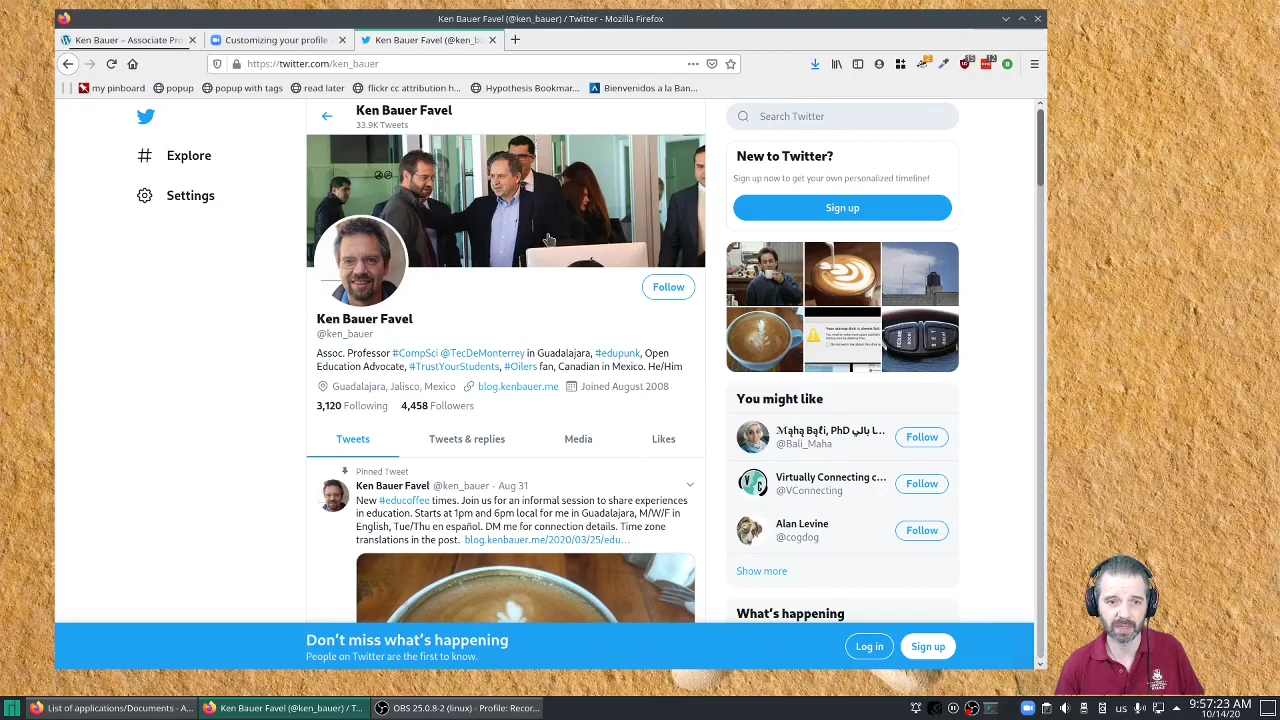 Ken Bauer Favel (@ken_bauer) / Twitter - Mozilla Firefox
Ken Bauer – Associate Pro
Customizing your profile –
Ken Bauer Favel (@ken_ba
https://twitter.com/ken_bauer
my pinboard
popup
popup with tags
read later
flickr cc attribution h...
Hypothesis Bookmar...
Bienvenidos a la Ban...
Ken Bauer Favel
33.9K Tweets
Explore
Settings
Search Twitter
New to Twitter?
Sign up now to get your own personalized timeline!
Sign up
Follow
Ken Bauer Favel
@ken_bauer
Assoc. Professor #CompSci @TecDeMonterrey in Guadalajara, #edupunk, Open
Education Advocate, #TrustYourStudents, #Oilers fan, Canadian in Mexico. He/Him
Guadalajara, Jalisco, Mexico blog.kenbauer.me Joined August 2008
3,120 Following 4,458 Followers
Tweets
Tweets & replies
Media
Likes
Pinned Tweet
Ken Bauer Favel @ken_bauer · Aug 31
New #educoffee times. Join us for an informal session to share experiences
in education. Starts at 1pm and 6pm local for me in Guadalajara, M/W/F in
English, Tue/Thu en español. DM me for connection details. Time zone
translations in the post. blog.kenbauer.me/2020/03/25/edu...
You might like
@Bali_Maha
Follow
Virtually Connecting c...
@VConnecting
Follow
Alan Levine
@cogdog
Follow
Show more
What's happening
Don't miss what's happening
People on Twitter are the first to know.
Log in
Sign up
List of applications/Documents - A...
Ken Bauer Favel (@ken_bauer) / T...
OBS 25.0.8-2 (linux) - Profile: Recor...
us
9:57:23 AM
10/14/20